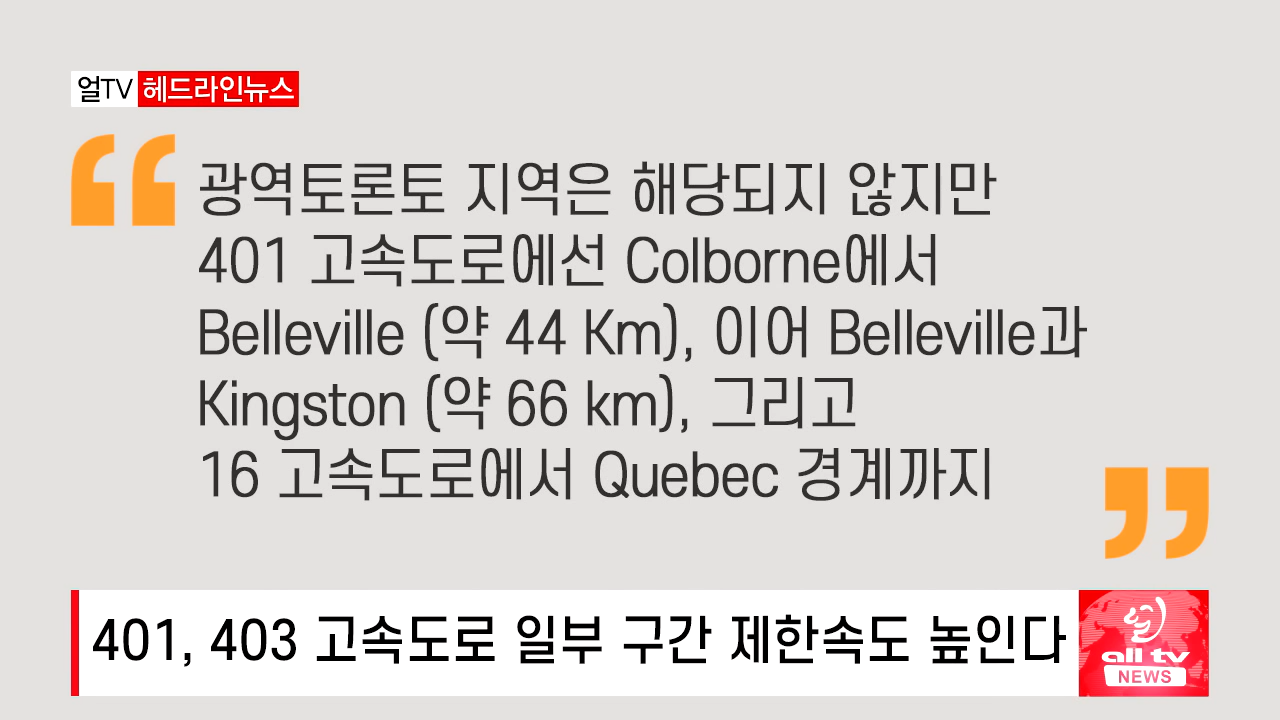 얼TV 헤드라인뉴스
광역토론토 지역은 해당되지 않지만
401 고속도로에선 Colborne에서
Belleville (약 44 Km), 이어 Belleville과
Kingston (약 66 km), 그리고
16 고속도로에서 Quebec 경계까지
401, 403 고속도로 일부 구간 제한속도 높인다
얼
all tv
NEWS